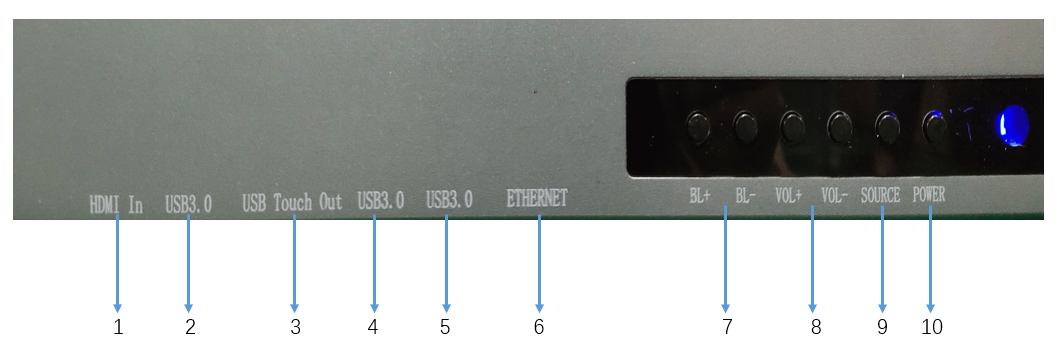 HDMI In USB3.0 USB Touch Out USB3.0 USB3.0 ETHERNET BL+ BL- VOL+ VOL- SOURCE POWER
1 2 3 4 5 6 7 8 9 10